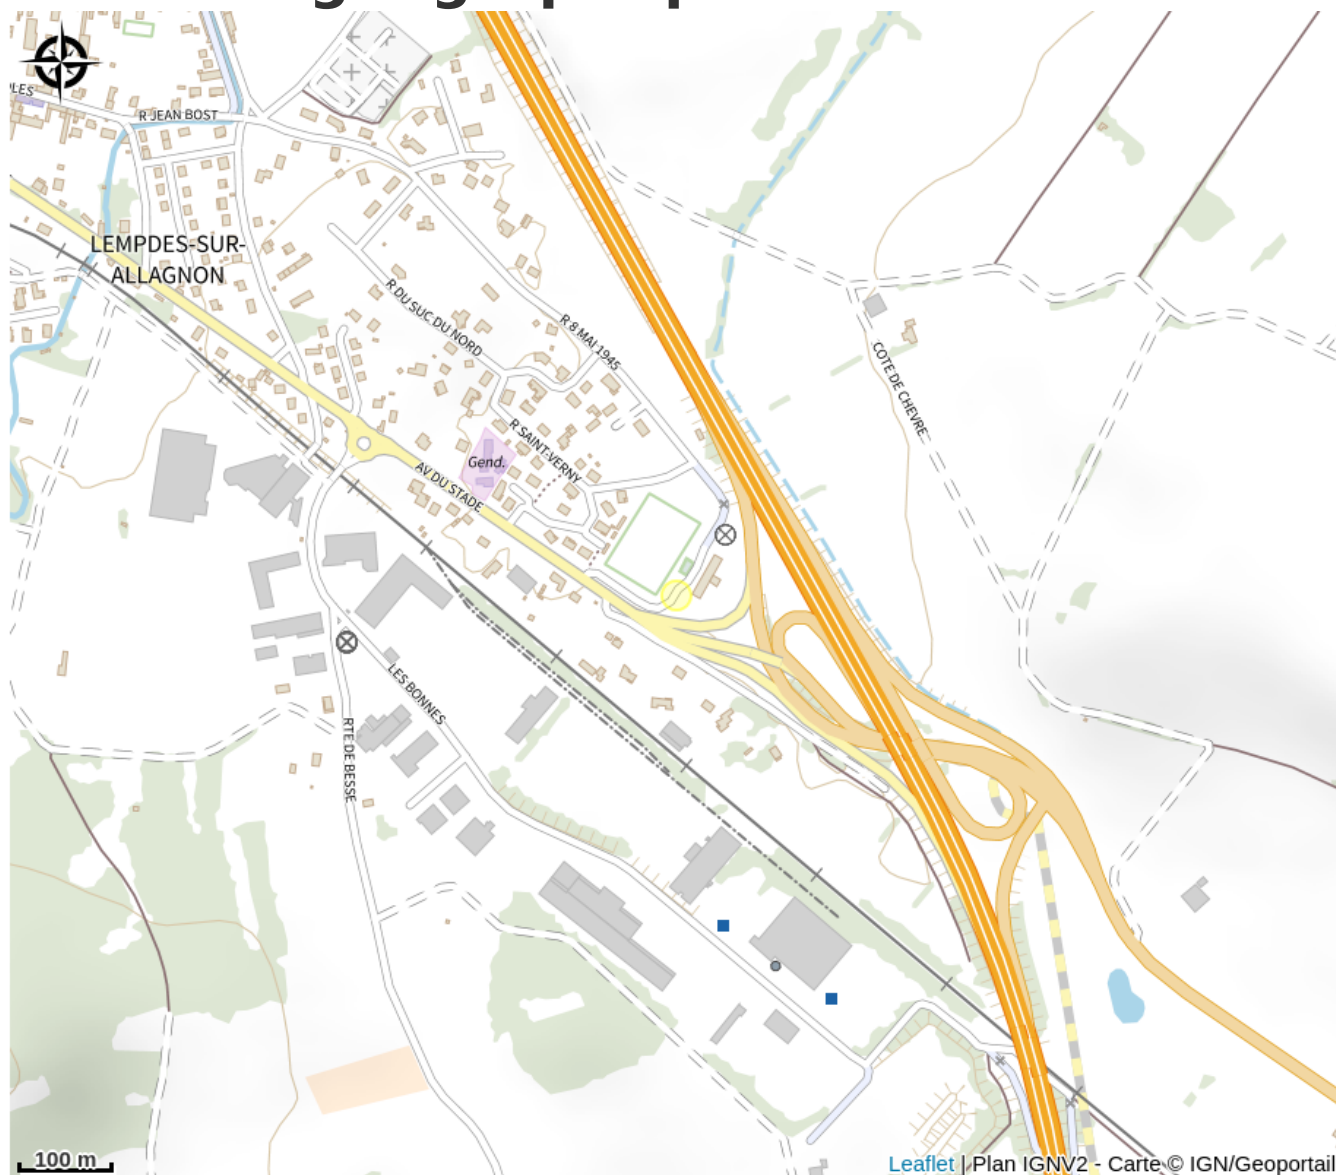 ILES
R JEAN BOST
LEMPDES-SUR-
ALLAGNON
R DU SUC DU NORD
R 8 MAI 1945
COTE DE CHEVRE
R SAINT-VERNY
Gend.
AV DU STADE
LES BONNES
RTE DE BESSE
100 m
Leaflet | Plan IGNV2 - Carte © IGN/Geoportail